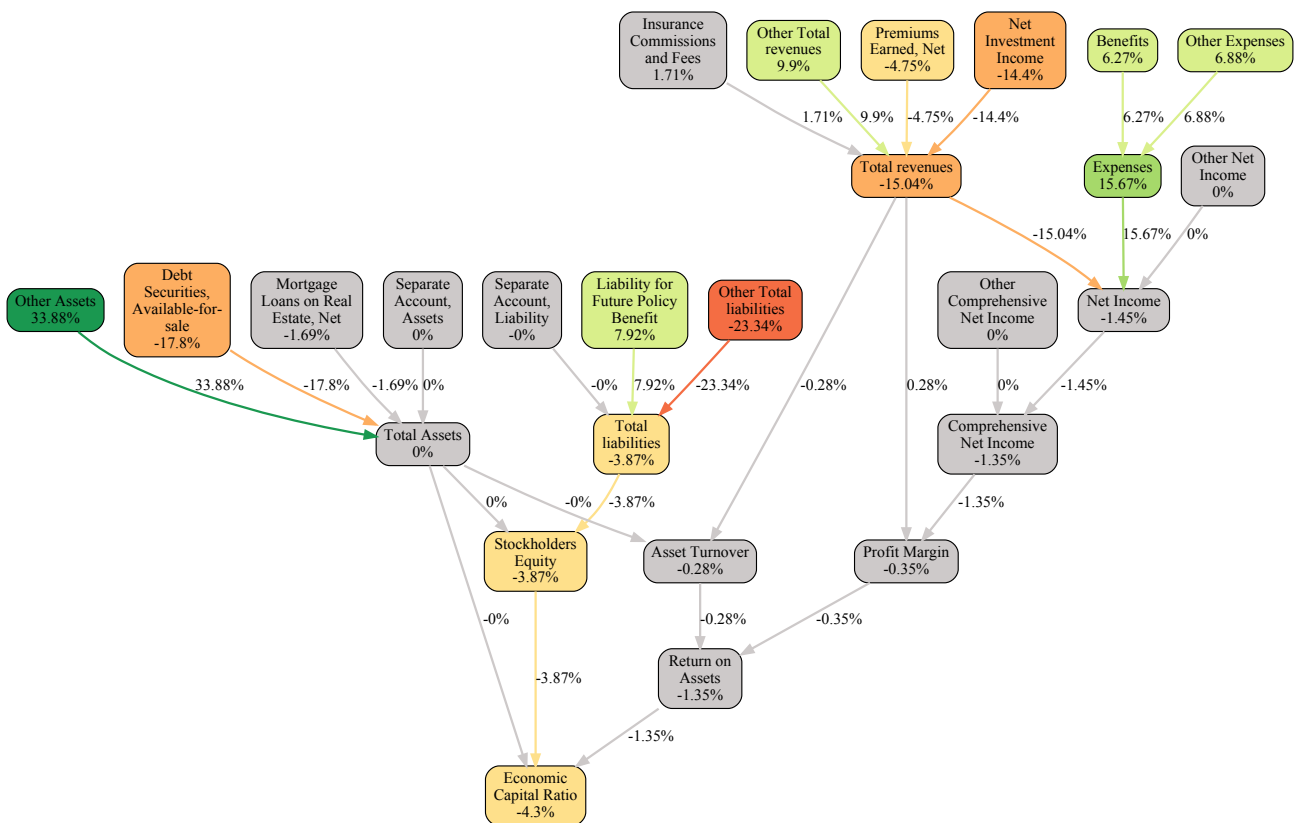 Insurance
Commissions
and Fees
1.71%
Other Total
revenues
9.9%
Premiums
Earned, Net
-4.75%
Net
Investment
Income
-14.4%
Benefits
6.27%
Other Expenses
6.88%
1.71%
9.9%
-4.75%
-14.4%
6.27%
6.88%
Total revenues
-15.04%
Expenses
15.67%
Other Net
Income
0%
-15.04%
15.67%
0%
Other Assets
33.88%
Debt
Securities,
Available-for-
sale
-17.8%
Mortgage
Loans on Real
Estate, Net
-1.69%
Separate
Account,
Assets
0%
Separate
Account,
Liability
-0%
Liability for
Future Policy
Benefit
7.92%
Other Total
liabilities
-23.34%
Other
Comprehensive
Net Income
0%
Net Income
-1.45%
33.88%
-17.8%
-1.69%
0%
-0%
7.92%
-23.34%
-0.28%
0.28%
0%
-1.45%
Total Assets
0%
Total
liabilities
-3.87%
Comprehensive
Net Income
-1.35%
0%
-0%
-3.87%
-1.35%
Stockholders
Equity
-3.87%
Asset Turnover
-0.28%
Profit Margin
-0.35%
-0%
-3.87%
-0.28%
-0.35%
Return on
Assets
-1.35%
-1.35%
Economic
Capital Ratio
-4.3%